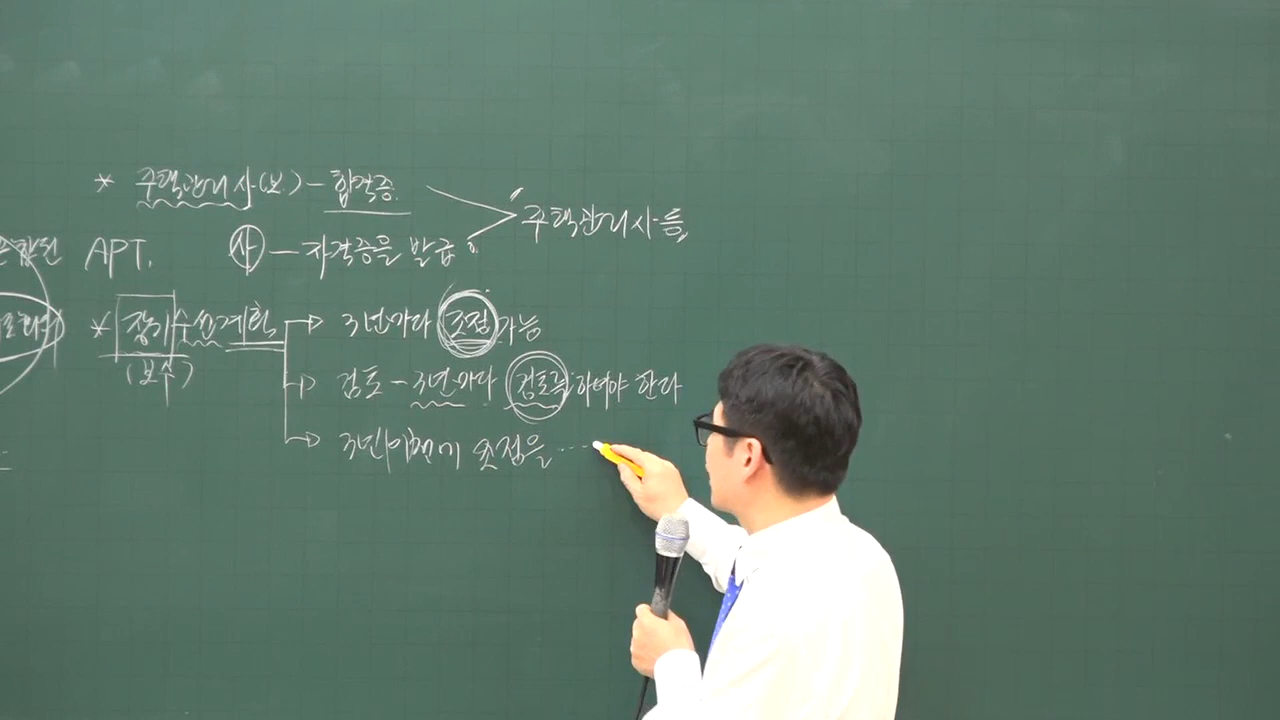 * 주택관리사(보) - 합격증.
사 - 자격증을 발급.
주택관리사등
APT.
* 장기수선계획
(보수)
3년마다 조정 가능
검토 - 3년마다 검토를 하여야 한다
3년이전에 조정을 ...